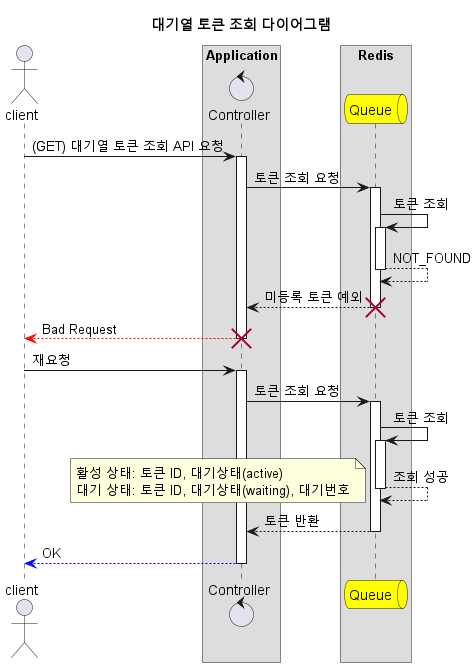 대기열 토큰 조회 다이어그램
Application
Redis
client
Controller
Queue
(GET) 대기열 토큰 조회 API 요청
토큰 조회 요청
토큰 조회
NOT_FOUND
미등록 토큰 예외
Bad Request
재요청
토큰 조회 요청
토큰 조회
조회 성공
활성 상태: 토큰 ID, 대기상태(active)
대기 상태: 토큰 ID, 대기상태(waiting), 대기번호
토큰 반환
OK
client
Controller
Queue